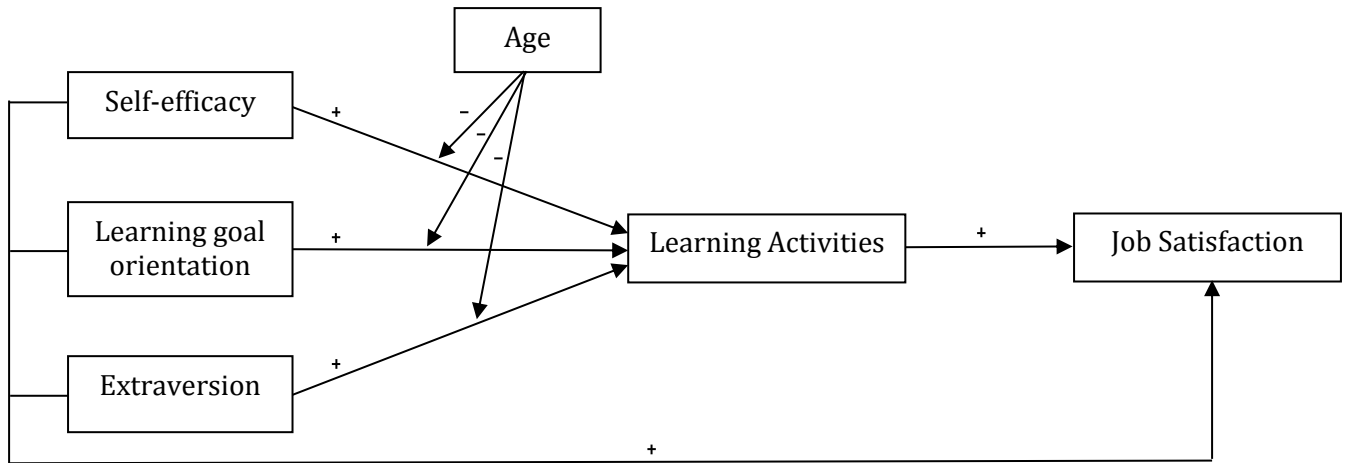 Age
Self-efficacy
+
−
−
−
Learning goal
orientation
+
Learning Activities
+
Job Satisfaction
Extraversion
+
+